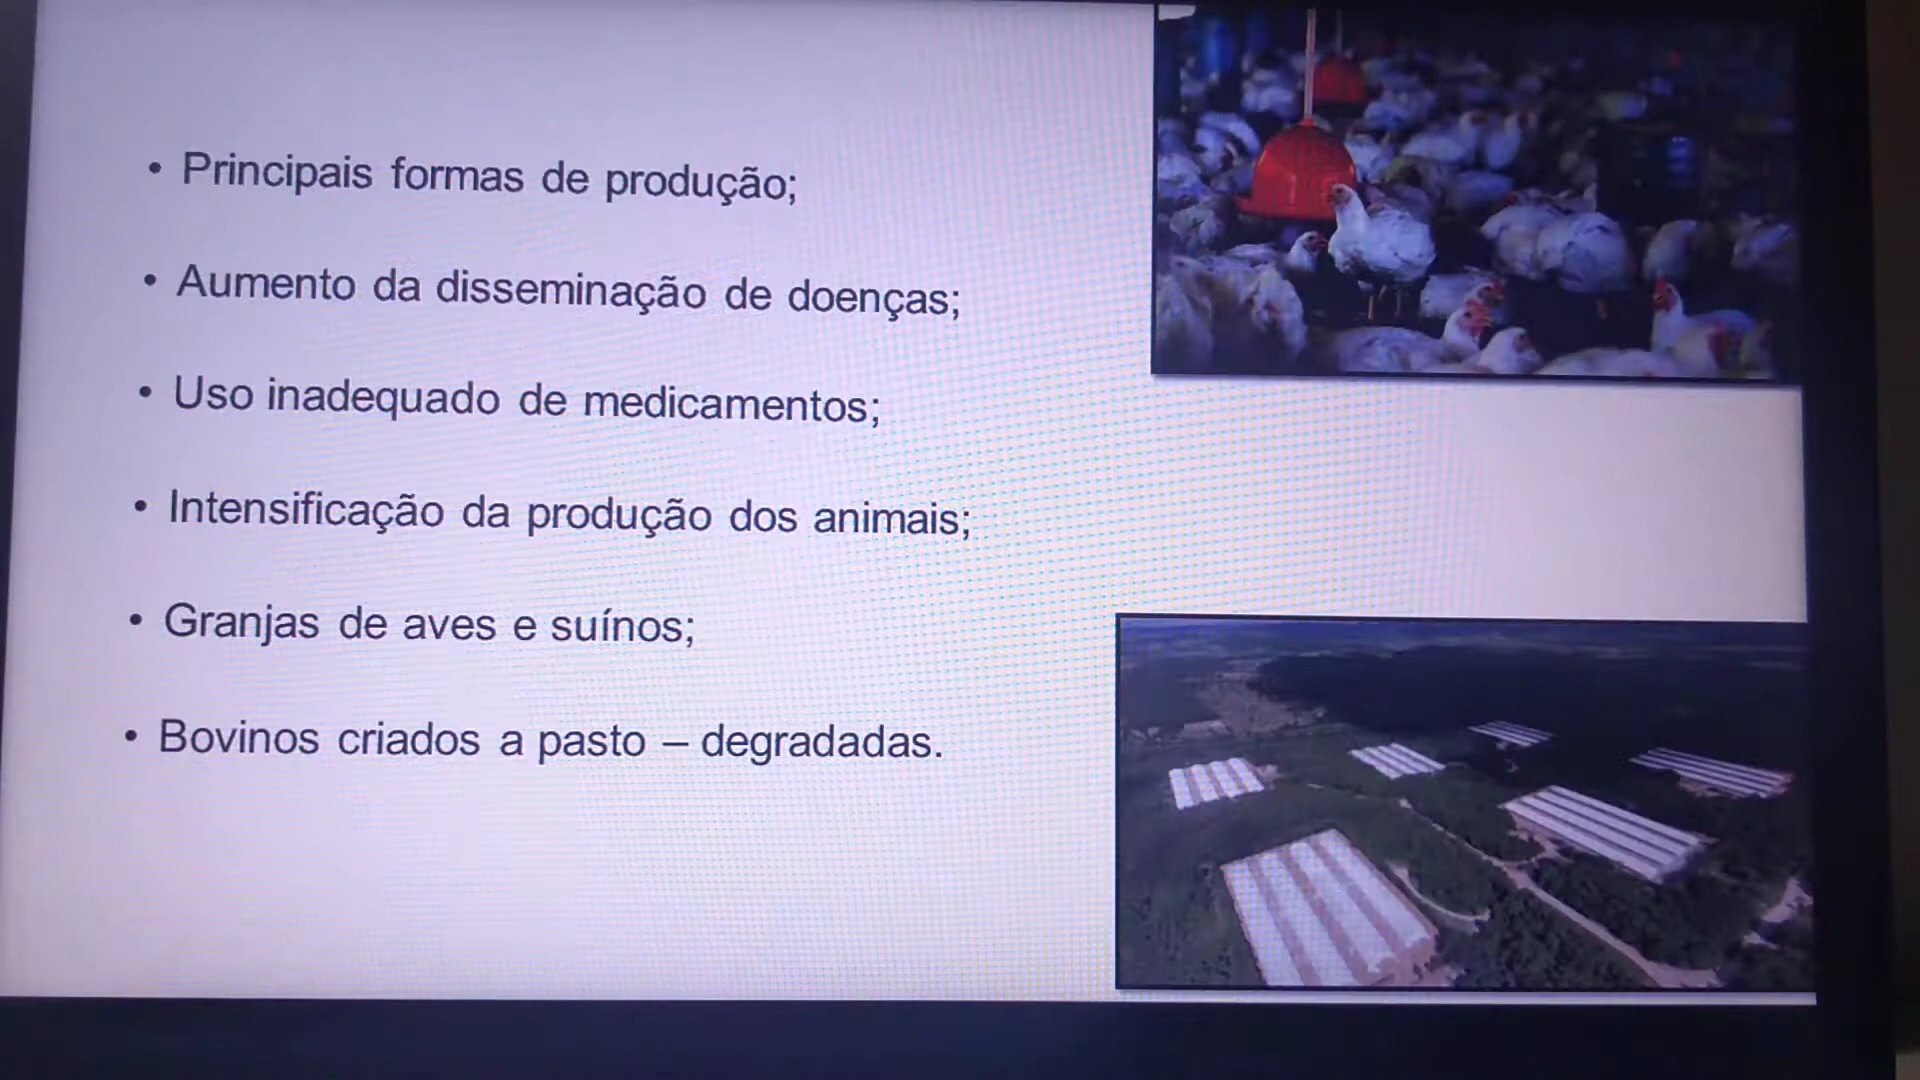 • Principais formas de produção;
• Aumento da disseminação de doenças;
• Uso inadequado de medicamentos;
• Intensificação da produção dos animais;
• Granjas de aves e suínos;
• Bovinos criados a pasto – degradadas.